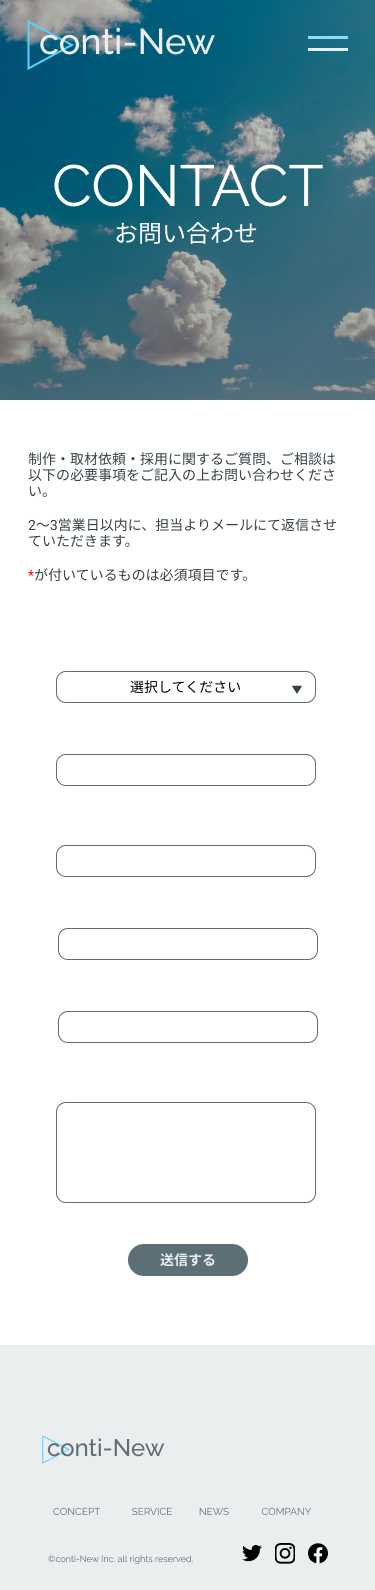 conti-New
CONTACT
お問い合わせ
制作・取材依頼・採用に関するご質問、ご相談は
以下の必要事項をご記入の上お問い合わせくださ
い。
2〜3営業日以内に、担当よりメールにて返信させ
ていただきます。
*が付いているものは必須項目です。
選択してください ▼
送信する
conti-New
CONCEPT SERVICE NEWS COMPANY
©conti-New Inc. all rights reserved.